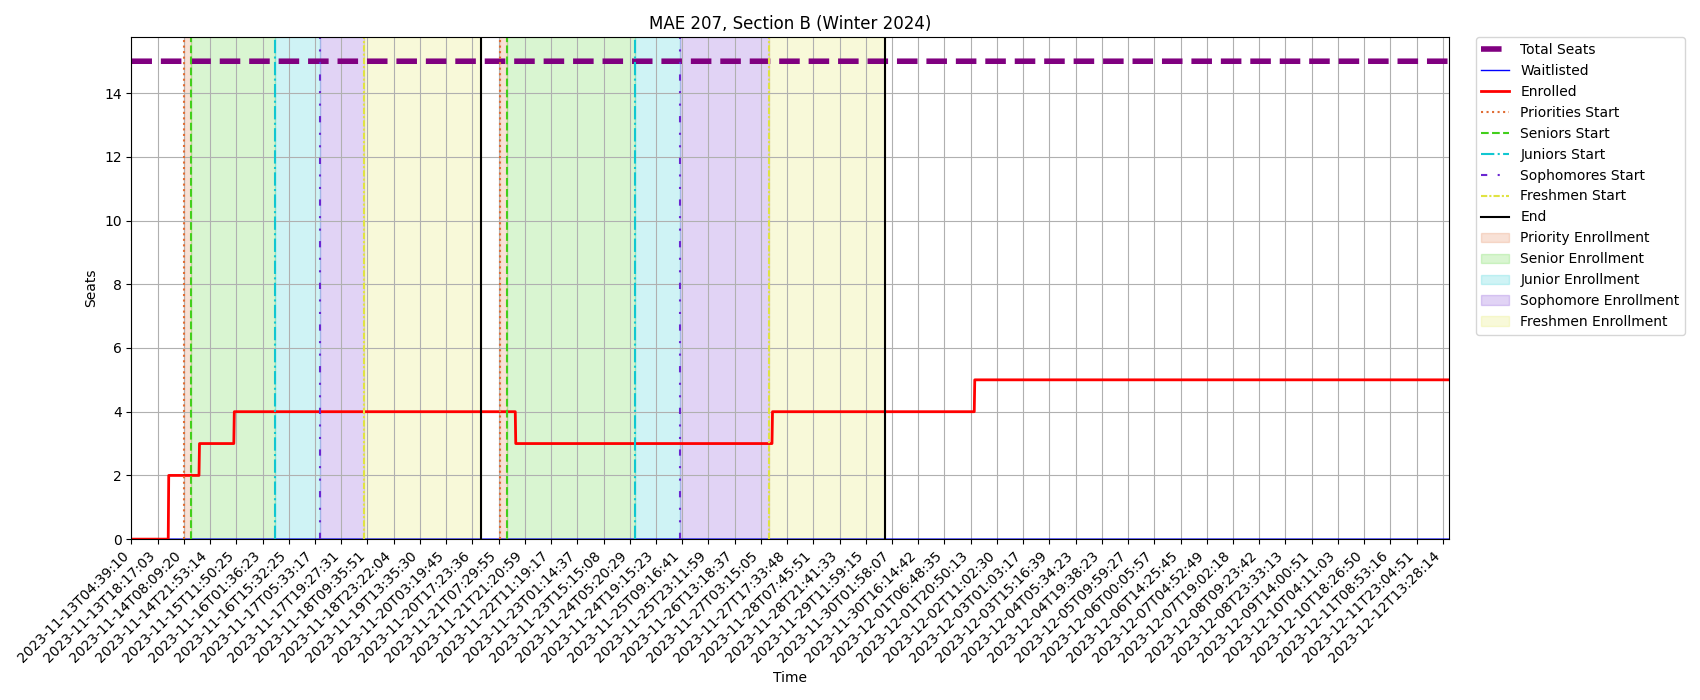 MAE 207, Section B (Winter 2024)
Seats
14
12
10
8
6
4
2
0
2023-11-13T04:39:10
2023-11-13T18:17:03
2023-11-14T08:09:20
2023-11-14T21:53:14
2023-11-15T11:50:25
2023-11-16T01:36:23
2023-11-16T15:32:23
2023-11-17T05:33:17
2023-11-17T19:27:31
2023-11-18T09:35:51
2023-11-18T23:22:04
2023-11-19T13:35:30
2023-11-20T03:19:45
2023-11-20T17:23:36
2023-11-21T07:29:55
2023-11-21T21:20:59
2023-11-22T11:19:17
2023-11-23T01:14:37
2023-11-23T15:15:08
2023-11-24T05:20:29
2023-11-24T19:15:23
2023-11-25T09:16:41
2023-11-25T23:11:59
2023-11-26T13:18:37
2023-11-27T03:15:05
2023-11-27T17:33:48
2023-11-28T07:45:51
2023-11-28T21:41:33
2023-11-29T11:59:15
2023-11-30T01:58:07
2023-11-30T16:14:42
2023-12-01T06:48:35
2023-12-01T20:50:13
2023-12-02T11:02:30
2023-12-03T01:03:17
2023-12-03T15:16:39
2023-12-04T05:34:23
2023-12-04T19:38:23
2023-12-05T09:59:27
2023-12-06T00:05:57
2023-12-06T14:25:45
2023-12-07T04:52:49
2023-12-07T19:02:18
2023-12-08T09:23:42
2023-12-08T23:33:13
2023-12-09T14:00:51
2023-12-10T04:11:03
2023-12-10T18:26:50
2023-12-11T08:53:16
2023-12-11T23:04:51
2023-12-12T13:28:14
Time
Total Seats
Waitlisted
Enrolled
Priorities Start
Seniors Start
Juniors Start
Sophomores Start
Freshmen Start
End
Priority Enrollment
Senior Enrollment
Junior Enrollment
Sophomore Enrollment
Freshmen Enrollment